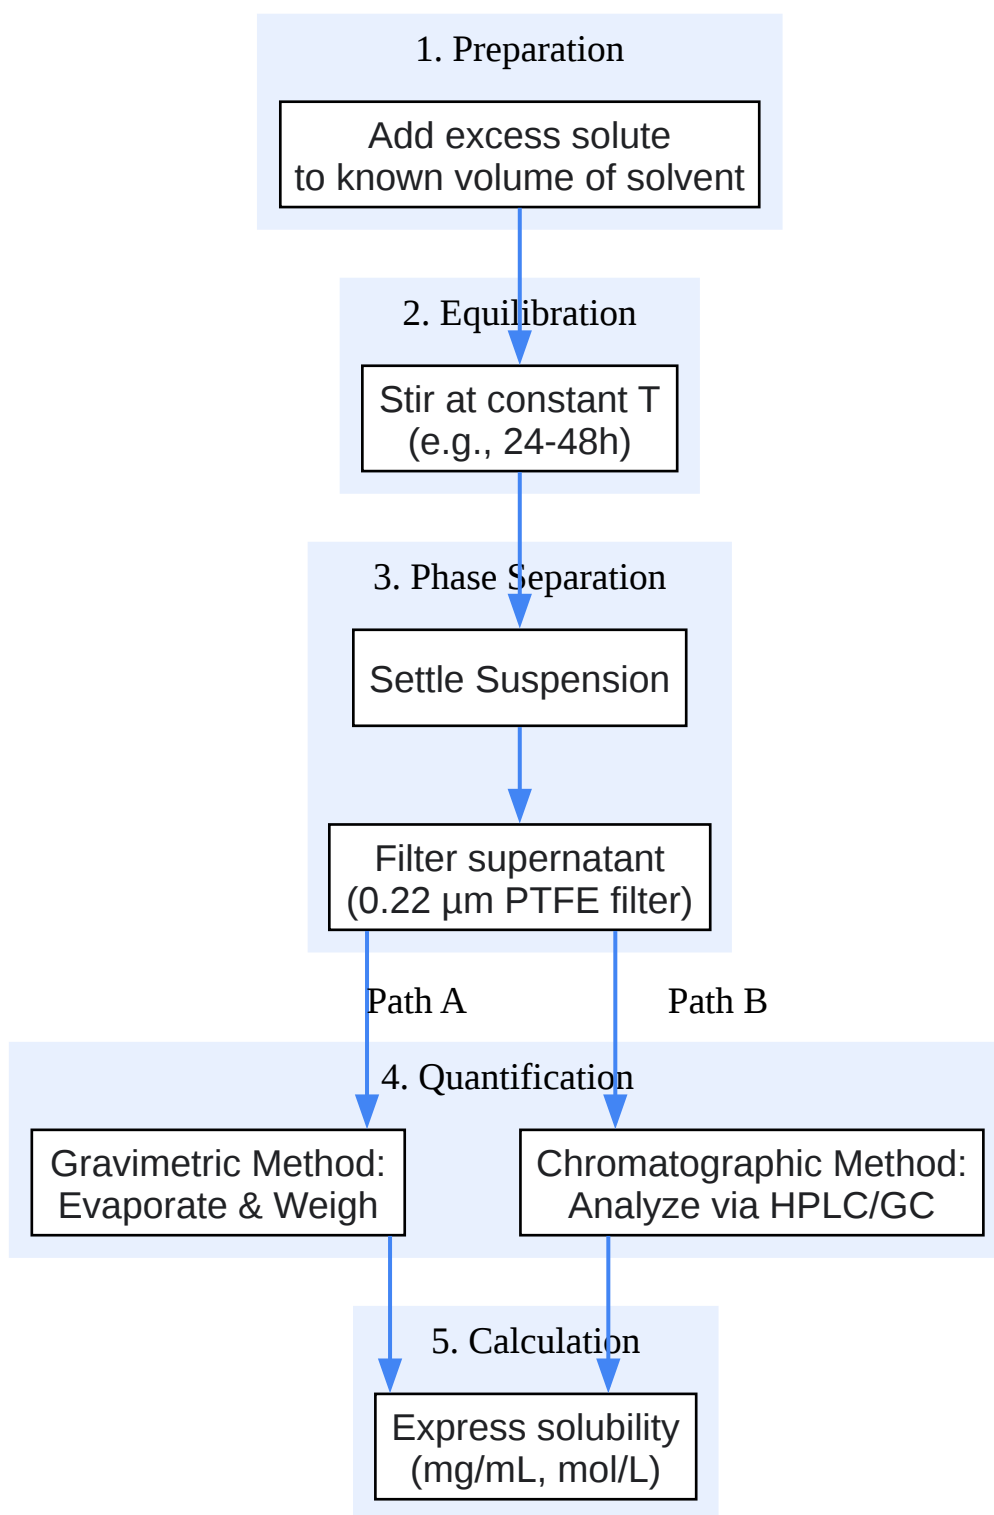 1. Preparation
Add excess solute
to known volume of solvent
2. Equilibration
Stir at constant T
(e.g., 24-48h)
3. Phase Separation
Settle Suspension
Filter supernatant
(0.22 µm PTFE filter)
Path A
Path B
4. Quantification
Gravimetric Method:
Evaporate & Weigh
Chromatographic Method:
Analyze via HPLC/GC
5. Calculation
Express solubility
(mg/mL, mol/L)